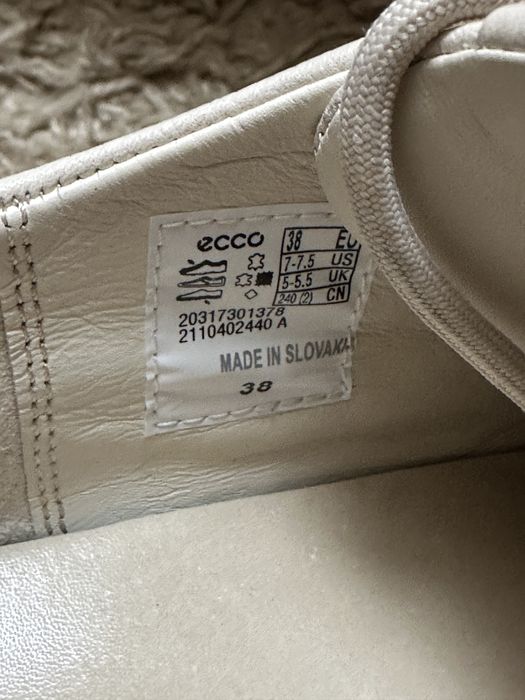 ecco
38 EU
7-7.5 US
5-5.5 UK
240 (2) CN
20317301378
2110402440 A
MADE IN SLOVAKIA
38